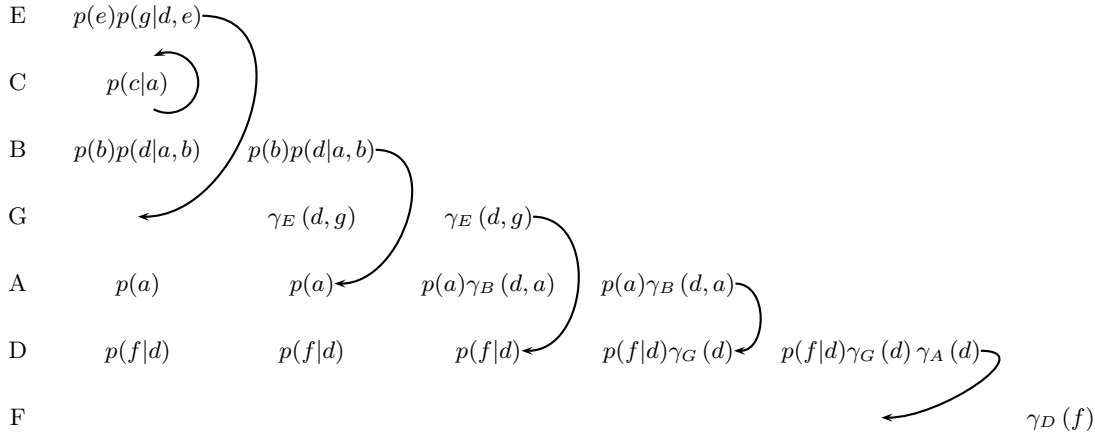 E p(e)p(g|d, e)
C p(c|a)
B p(b)p(d|a, b) p(b)p(d|a, b)
G γ_E (d, g) γ_E (d, g)
A p(a) p(a) p(a)γ_B (d, a) p(a)γ_B (d, a)
D p(f|d) p(f|d) p(f|d) p(f|d)γ_G (d) p(f|d)γ_G (d) γ_A (d)
F γ_D (f)